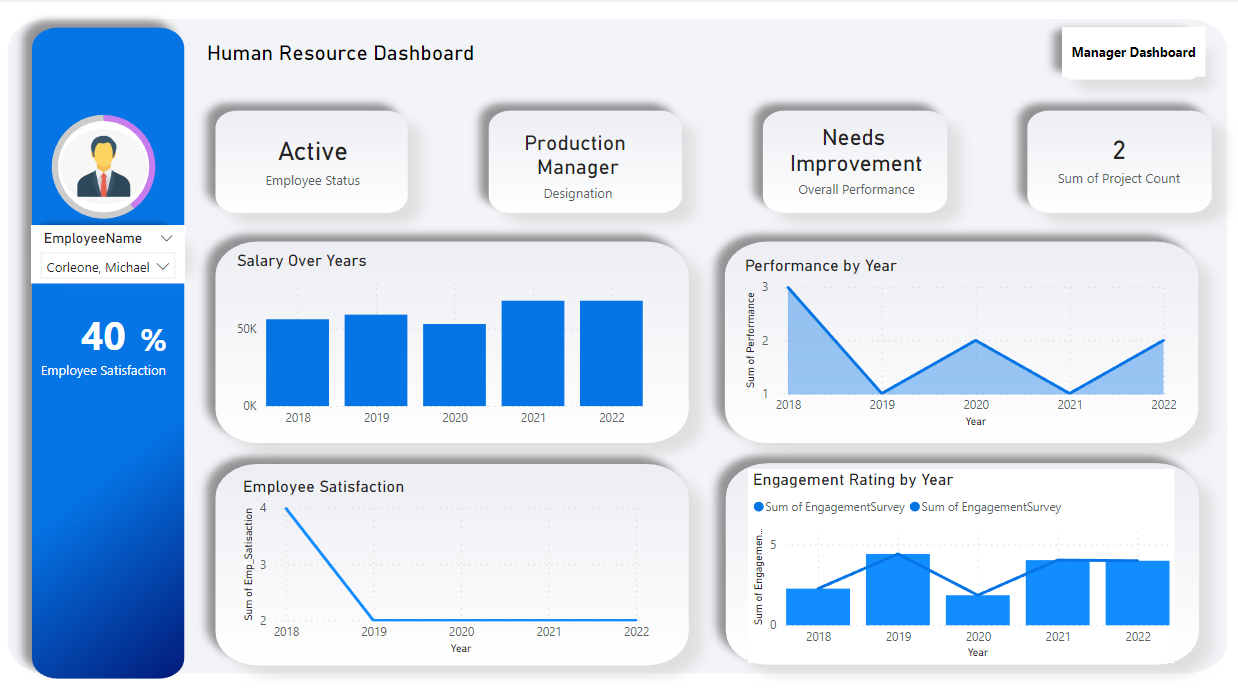 Human Resource Dashboard
Manager Dashboard
EmployeeName
Corleone, Michael
40 %
Employee Satisfaction
Active
Employee Status
Production
Manager
Designation
Needs
Improvement
Overall Performance
2
Sum of Project Count
Salary Over Years
50K
0K
2018 2019 2020 2021 2022
Performance by Year
Sum of Performance
3
2
1
2018 2019 2020 2021 2022
Year
Employee Satisfaction
Sum of Emp_Satisaction
4
3
2
2018 2019 2020 2021 2022
Year
Engagement Rating by Year
Sum of EngagementSurvey Sum of EngagementSurvey
Sum of Engagemen...
5
0
2018 2019 2020 2021 2022
Year